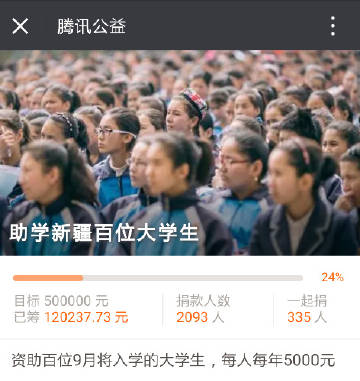 腾讯公益
助学新疆百位大学生
24%
目标 500000 元 捐款人数 一起捐
已筹 120237.73 元 2093 人 335 人
资助百位9月将入学的大学生，每人每年5000元